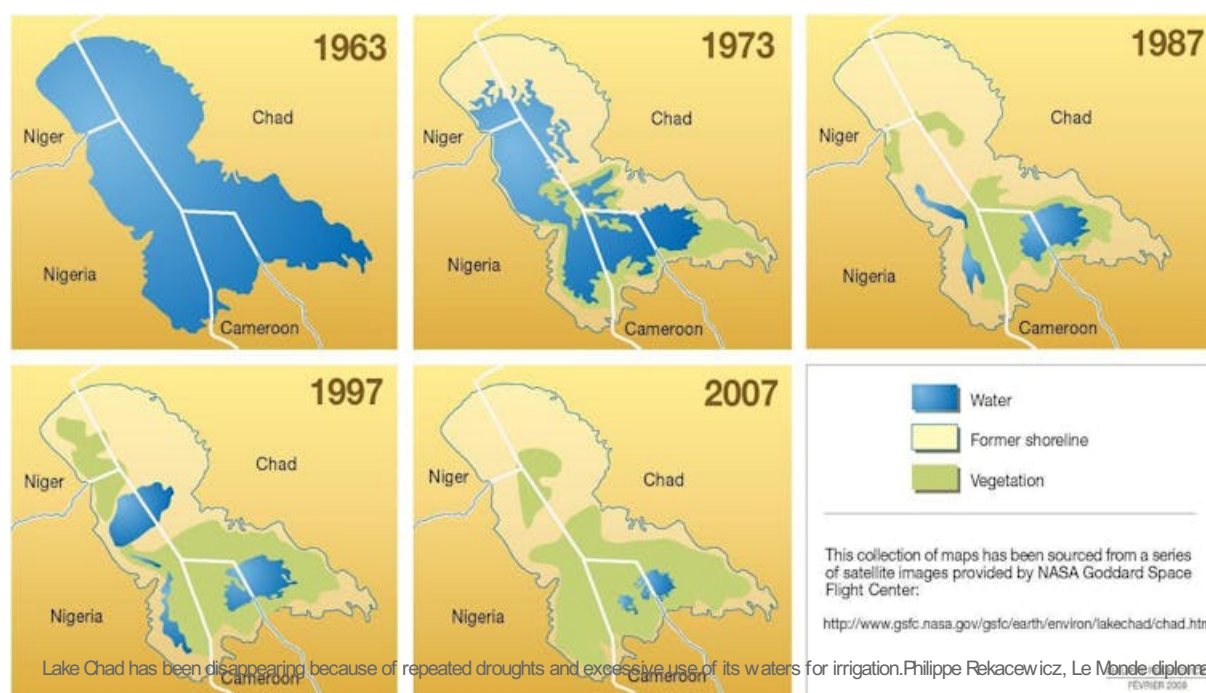 1963
Chad
Niger
Nigeria
Cameroon
1973
Chad
Niger
Nigeria
Cameroon
1987
Chad
Niger
Nigeria
Cameroon
1997
Chad
Niger
Nigeria
Cameroon
2007
Chad
Niger
Nigeria
Cameroon
Water
Former shoreline
Vegetation
This collection of maps has been sourced from a series
of satellite images provided by NASA Goddard Space
Flight Center:
http://www.gsfc.nasa.gov/gsfc/earth/environ/lakechad/chad.htm
Lake Chad has been disappearing because of repeated droughts and excessive use of its waters for irrigation.Philippe Rekacewicz, Le Monde diploma
FÉVRIER 2008